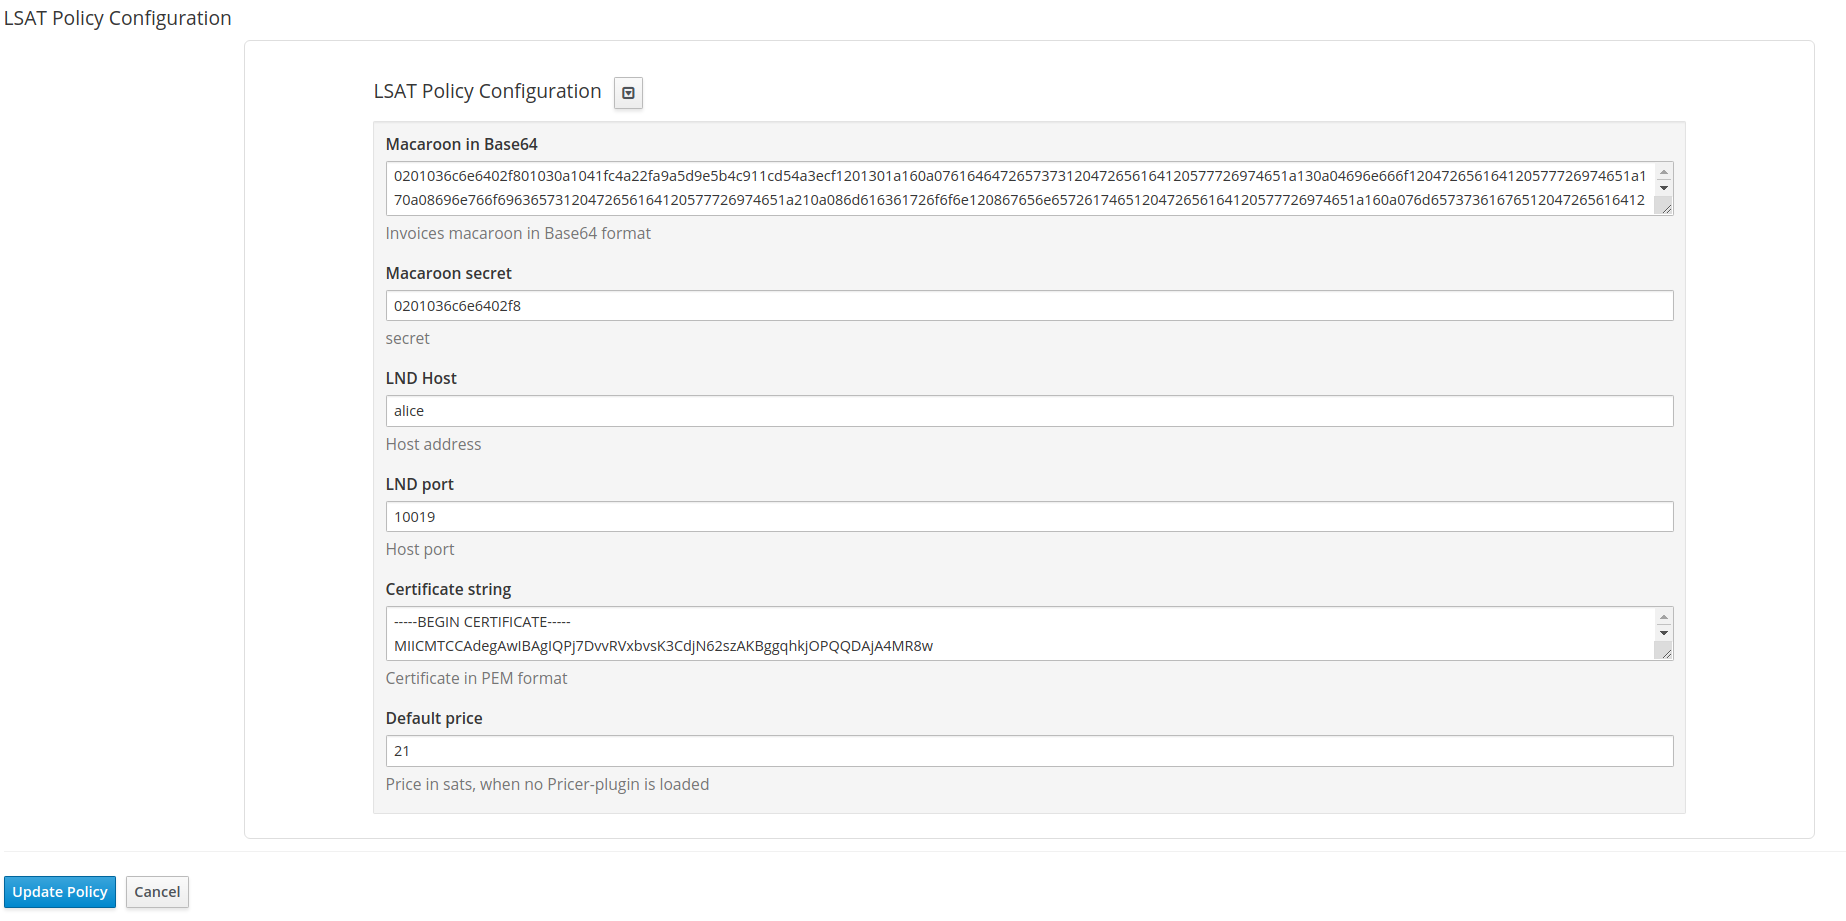 LSAT Policy Configuration
LSAT Policy Configuration
Macaroon in Base64
0201036c6e6402f801030a1041fc4a22fa9a5d9e5b4c911cd54a3ecf1201301a160a0761646472657373120472656164120577726974651a130a04696e666f120472656164120577726974651a1
70a08696e766f69636573120472656164120577726974651a210a086d616361726f6f6e120867656e6572617465120472656164120577726974651a160a076d65737361676512047265616412
Invoices macaroon in Base64 format
Macaroon secret
0201036c6e6402f8
secret
LND Host
alice
Host address
LND port
10019
Host port
Certificate string
-----BEGIN CERTIFICATE-----
MIICMTCCAdegAwIBAgIQPj7DvvRVxbvsK3CdjN62szAKBggqhkjOPQQDAjA4MR8w
Certificate in PEM format
Default price
21
Price in sats, when no Pricer-plugin is loaded
Update Policy
Cancel